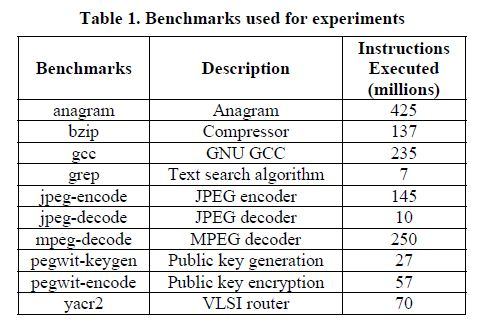 Table 1. Benchmarks used for experiments
Benchmarks Description Instructions Executed (millions)
anagram Anagram 425
bzip Compressor 137
gcc GNU GCC 235
grep Text search algorithm 7
jpeg-encode JPEG encoder 145
jpeg-decode JPEG decoder 10
mpeg-decode MPEG decoder 250
pegwit-keygen Public key generation 27
pegwit-encode Public key encryption 57
yacr2 VLSI router 70